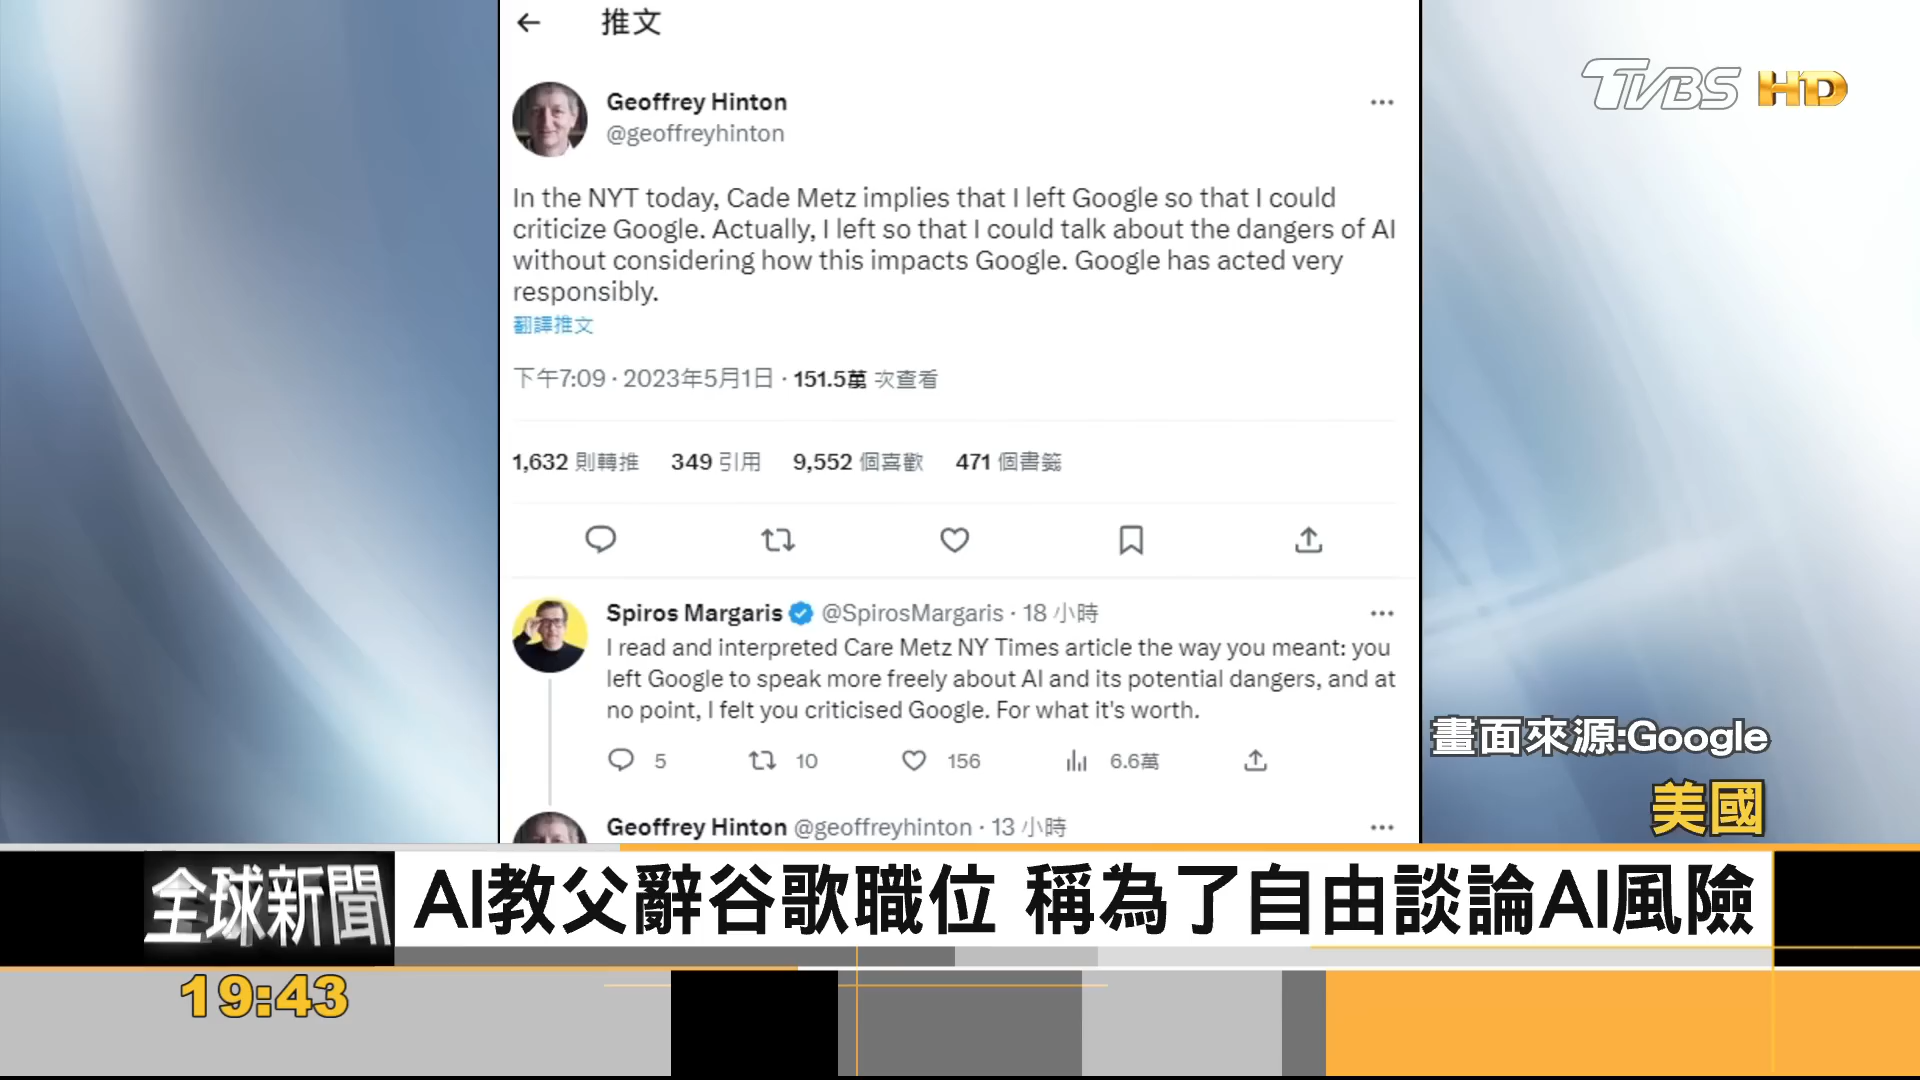 推文
TVBS HD
Geoffrey Hinton
@geoffreyhinton
In the NYT today, Cade Metz implies that I left Google so that I could
criticize Google. Actually, I left so that I could talk about the dangers of AI
without considering how this impacts Google. Google has acted very
responsibly.
翻譯推文
下午7:09 · 2023年5月1日 · 151.5萬 次查看
1,632 則轉推 349 引用 9,552 個喜歡 471 個書籤
Spiros Margaris @SpirosMargaris · 18 小時
I read and interpreted Care Metz NY Times article the way you meant: you
left Google to speak more freely about AI and its potential dangers, and at
no point, I felt you criticised Google. For what it's worth.
5 10 156 6.6萬
Geoffrey Hinton @geoffreyhinton · 13 小時
畫面來源:Google
美國
全球新聞
AI教父辭谷歌職位 稱為了自由談論AI風險
19:43